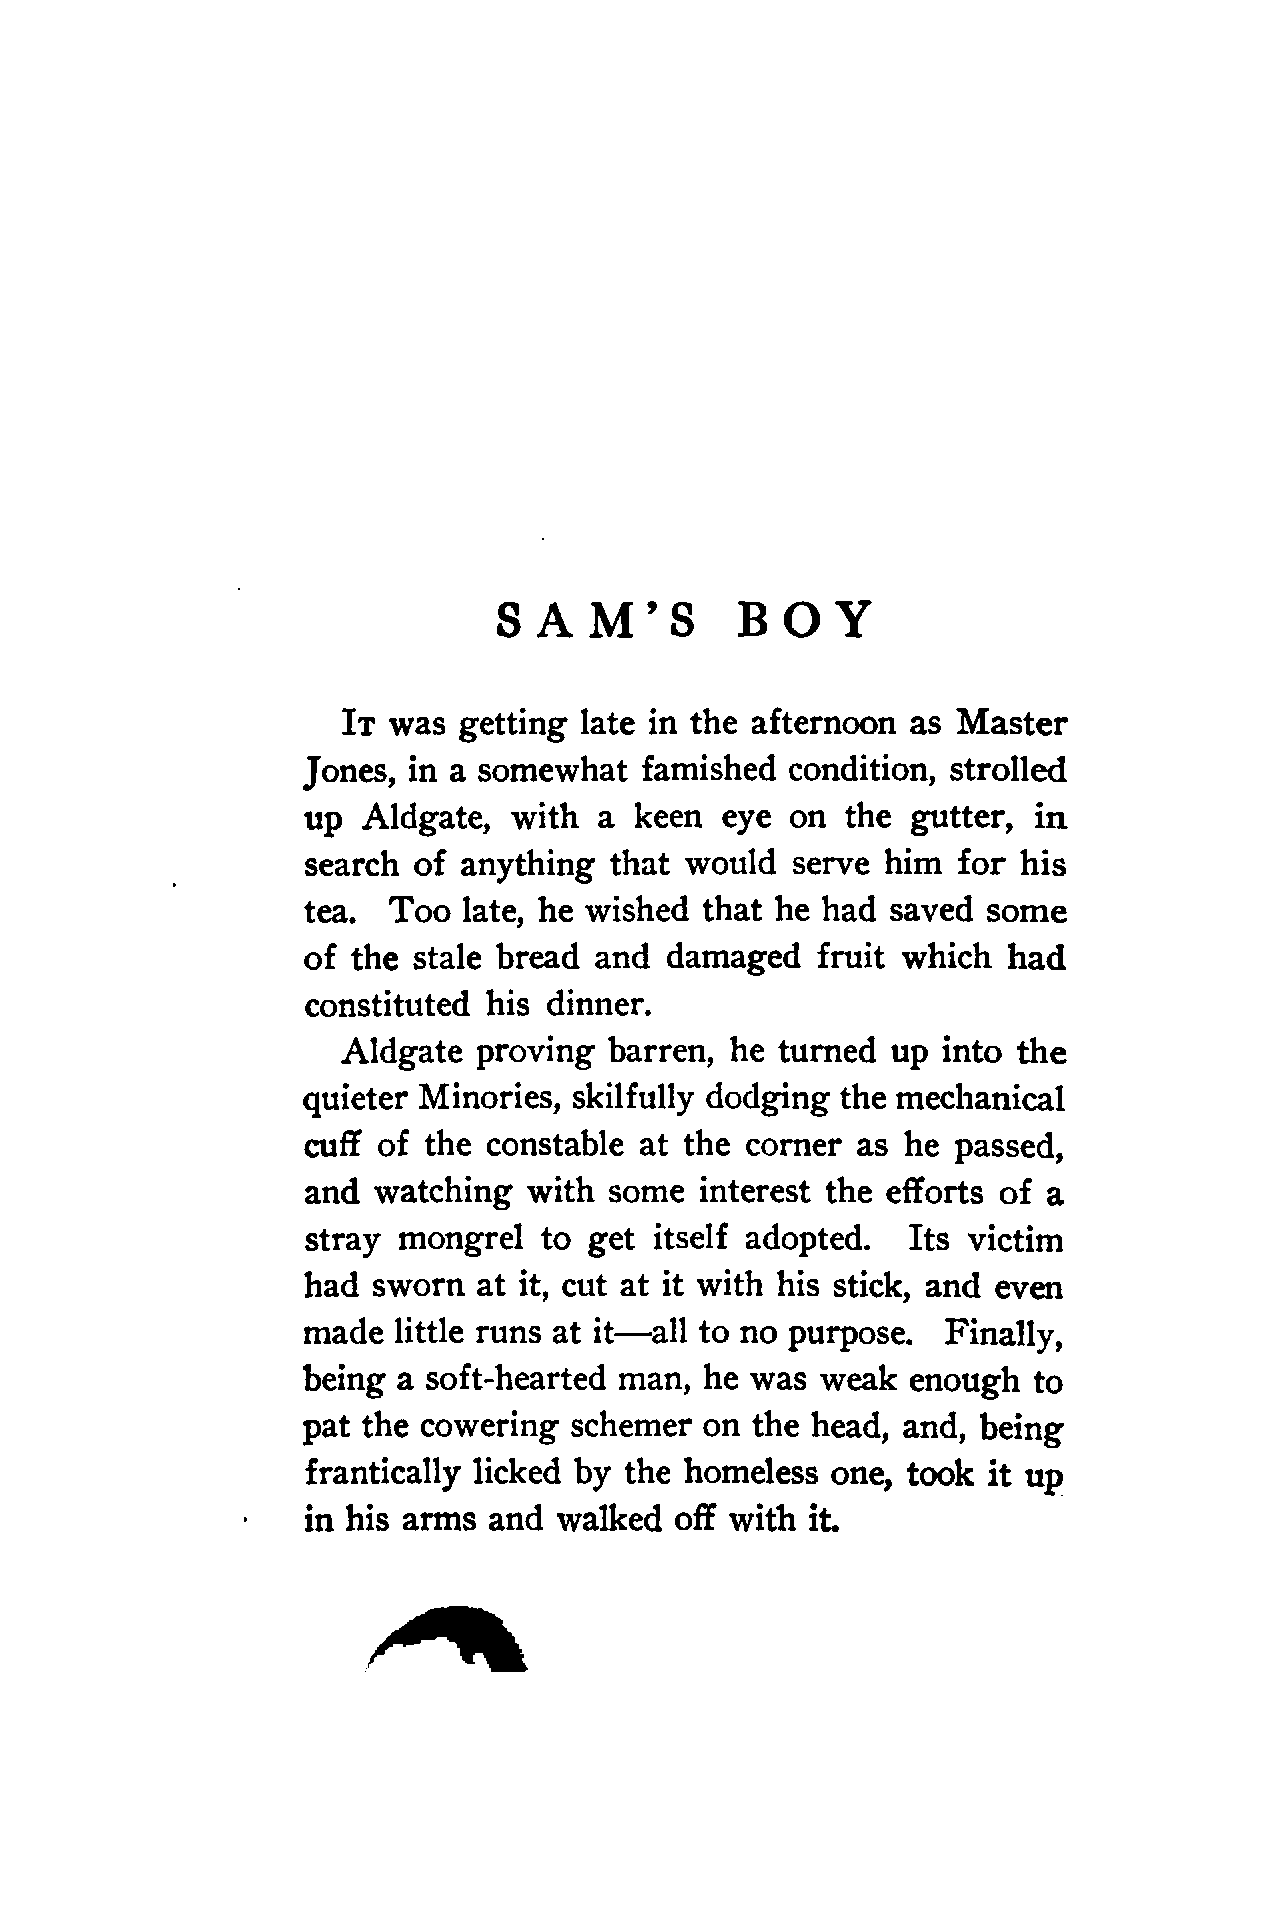 SAM'S BOY
IT was getting late in the afternoon as Master
Jones, in a somewhat famished condition, strolled
up Aldgate, with a keen eye on the gutter, in
search of anything that would serve him for his
tea. Too late, he wished that he had saved some
of the stale bread and damaged fruit which had
constituted his dinner.
Aldgate proving barren, he turned up into the
quieter Minories, skilfully dodging the mechanical
cuff of the constable at the corner as he passed,
and watching with some interest the efforts of a
stray mongrel to get itself adopted. Its victim
had sworn at it, cut at it with his stick, and even
made little runs at it—all to no purpose. Finally,
being a soft-hearted man, he was weak enough to
pat the cowering schemer on the head, and, being
frantically licked by the homeless one, took it up
in his arms and walked off with it.